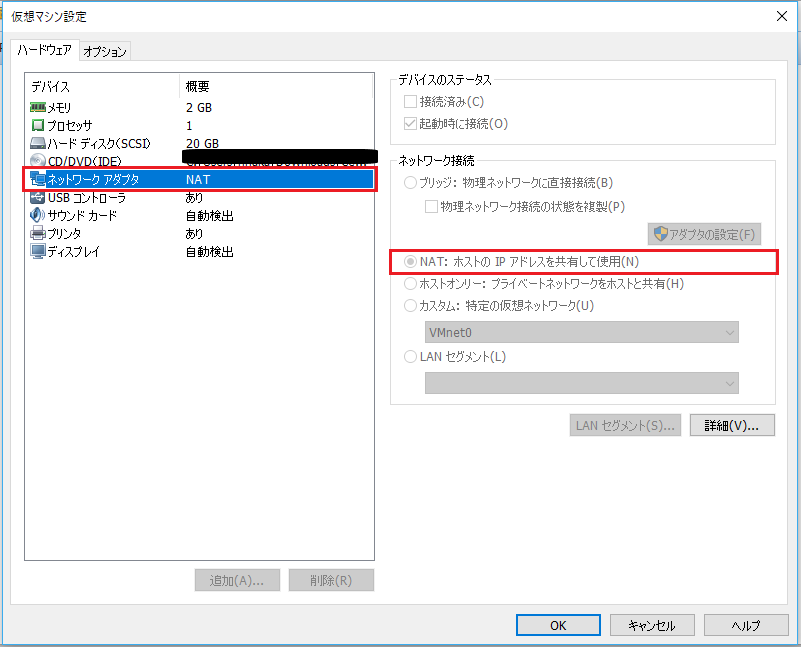 仮想マシン設定
ハードウェア オプション
デバイス 概要
メモリ 2 GB
プロセッサ 1
ハード ディスク(SCSI) 20 GB
CD/DVD(IDE)
ネットワーク アダプタ NAT
USB コントローラ あり
サウンド カード 自動検出
プリンタ あり
ディスプレイ 自動検出
追加(A)... 削除(R)
デバイスのステータス
接続済み(C)
起動時に接続(O)
ネットワーク接続
ブリッジ: 物理ネットワークに直接接続(B)
物理ネットワーク接続の状態を複製(P)
アダプタの設定(F)
NAT: ホストの IP アドレスを共有して使用(N)
ホストオンリー: プライベートネットワークをホストと共有(H)
カスタム: 特定の仮想ネットワーク(U)
VMnet0
LAN セグメント(L)
LAN セグメント(S)... 詳細(V)...
OK キャンセル ヘルプ